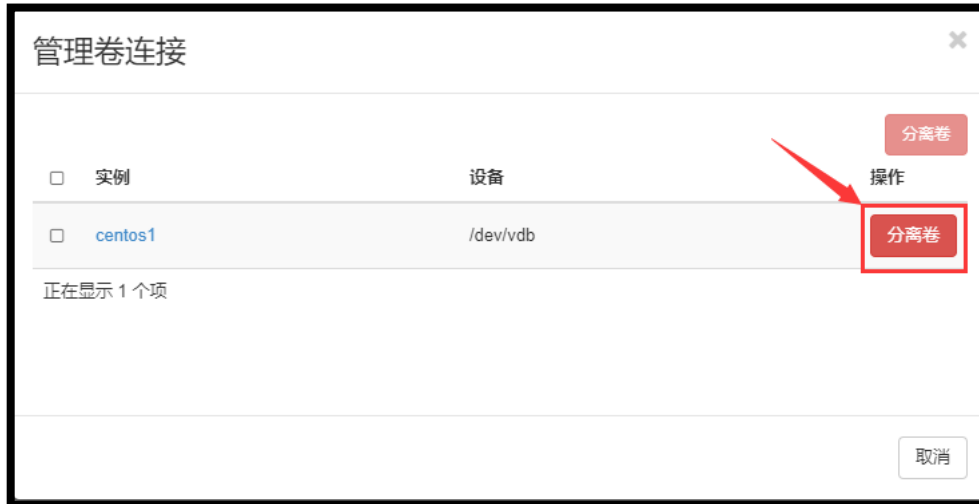 管理卷连接
×
分离卷
实例 设备 操作
centos1 /dev/vdb 分离卷
正在显示 1 个项
取消